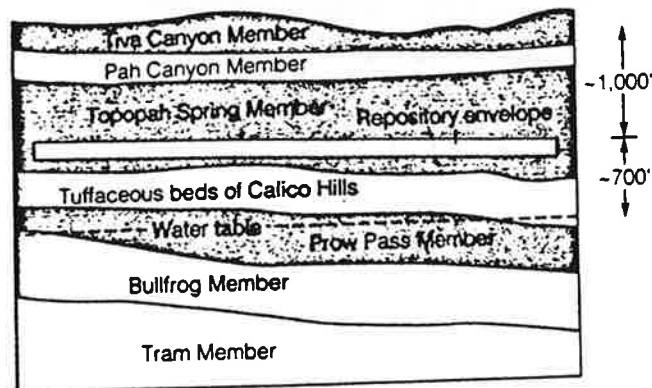 Tiva Canyon Member
Pah Canyon Member
~1,000'
Topopah Spring Member
Repository envelope
Tuffaceous beds of Calico Hills
~700'
Water table
Prow Pass Member
Bullfrog Member
Tram Member